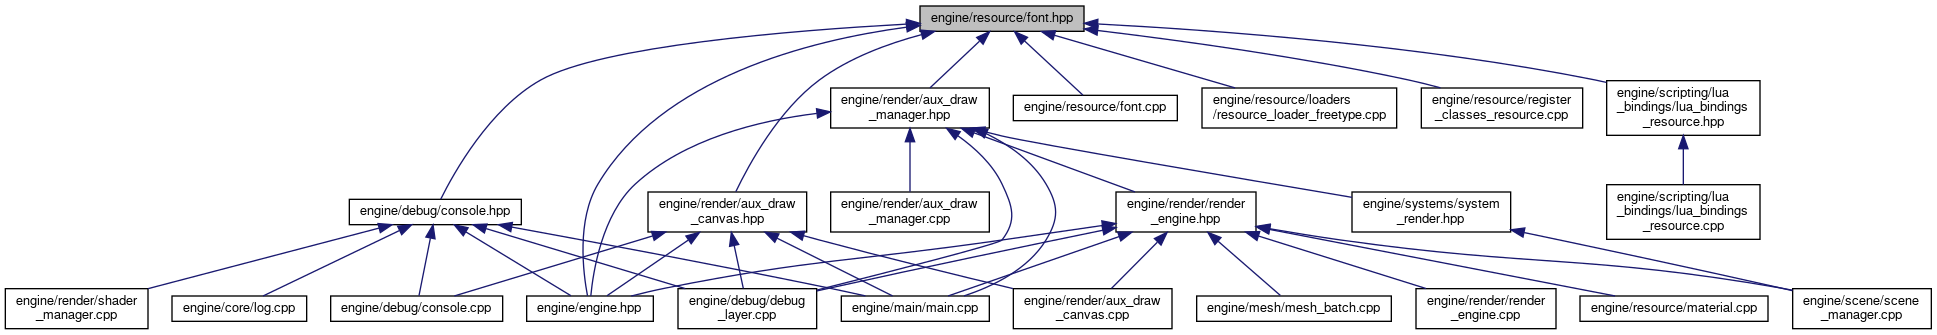 engine/resource/font.hpp
engine/render/aux_draw
_manager.hpp
engine/resource/font.cpp
engine/resource/loaders
/resource_loader_freetype.cpp
engine/resource/register
_classes_resource.cpp
engine/scripting/lua
_bindings/lua_bindings
_resource.hpp
engine/debug/console.hpp
engine/render/aux_draw
_canvas.hpp
engine/render/aux_draw
_manager.cpp
engine/render/render
_engine.hpp
engine/systems/system
_render.hpp
engine/scripting/lua
_bindings/lua_bindings
_resource.cpp
engine/render/shader
_manager.cpp
engine/core/log.cpp
engine/debug/console.cpp
engine/engine.hpp
engine/debug/debug
_layer.cpp
engine/main/main.cpp
engine/render/aux_draw
_canvas.cpp
engine/mesh/mesh_batch.cpp
engine/render/render
_engine.cpp
engine/resource/material.cpp
engine/scene/scene
_manager.cpp